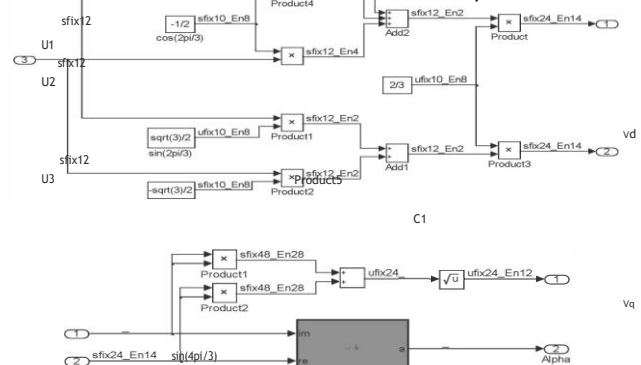 Product4
sfix12
-1/2
sfix10_En8
cos(2pi/3)
sfix12_En2
Add2
sfix24_En14
Product
1
U1
3
sfix12
sfix12_En4
U2
2/3
ufix10_En8
sqrt(3)/2
ufix10_En8
sin(2pi/3)
sfix12_En2
Product1
Vd
sfix12
U3
-sqrt(3)/2
sfix10_En8
sfix12_En2
Product5
Product2
Add1
sfix12_En2
sfix24_En14
Product3
2
C1
sfix48_En28
Product1
sfix48_En28
Product2
ufix24_
√u
ufix24_En12
1
Vq
1
im
2
sfix24_En14
sin(4pi/3)
re
a
2
Alpha